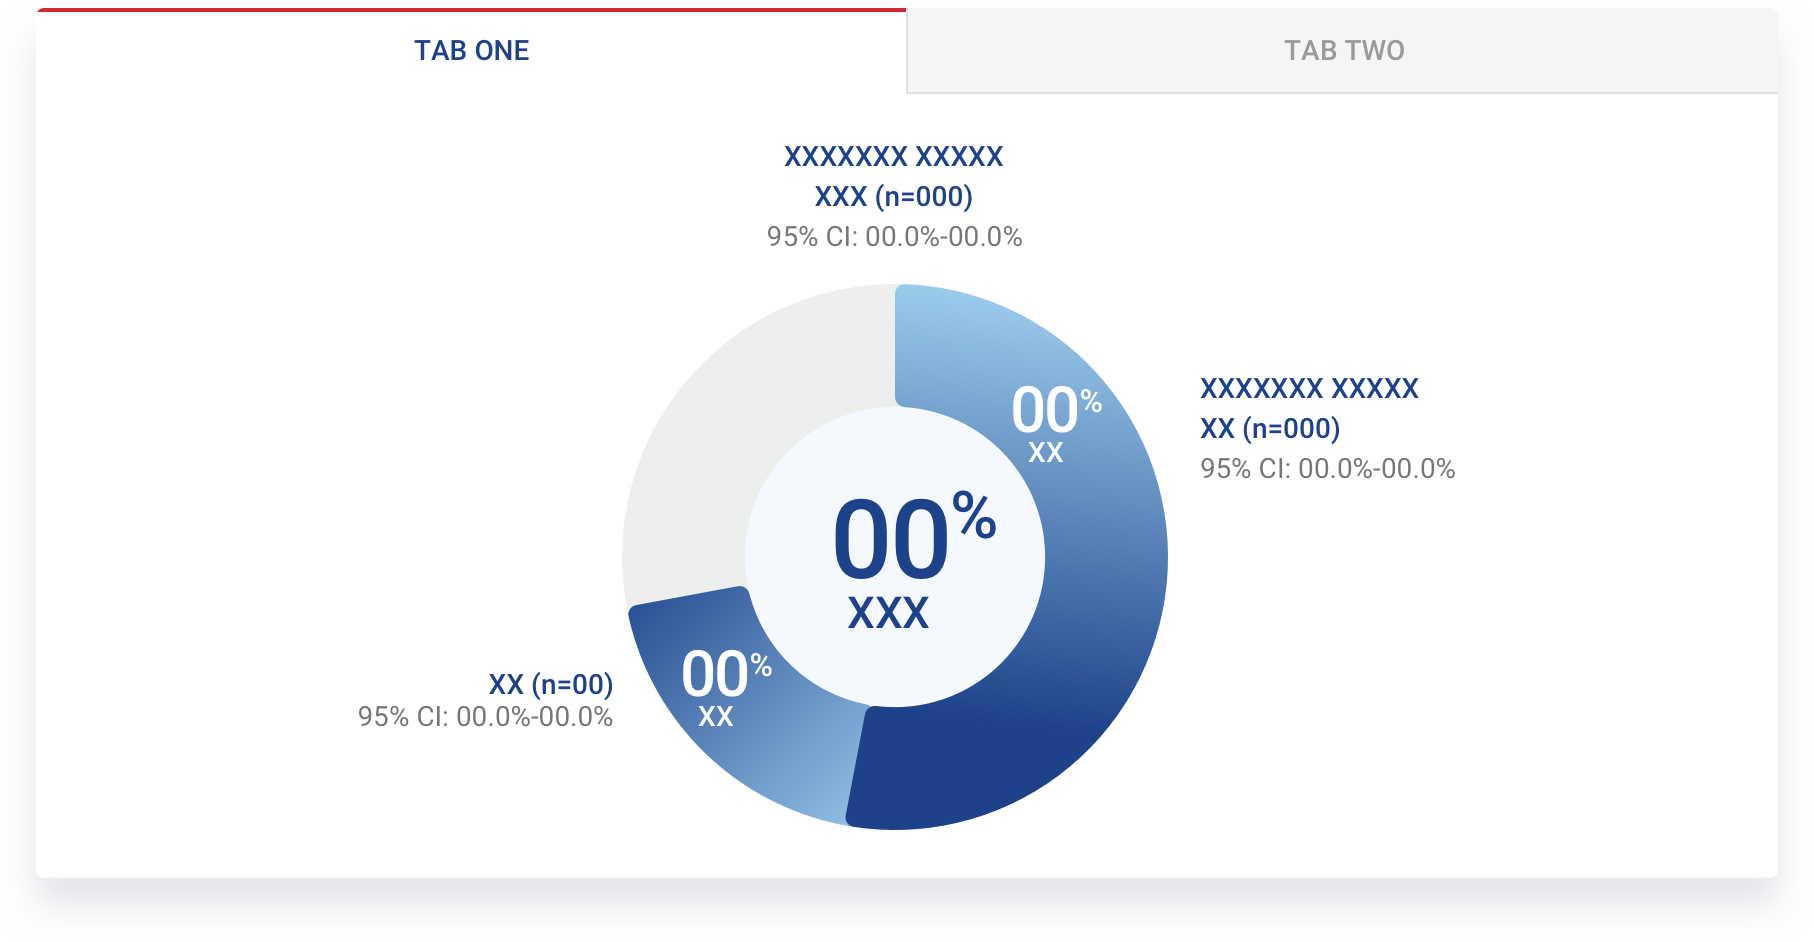 TAB ONE
TAB TWO
XXXXXXX XXXXX
XXX (n=000)
95% CI: 00.0%-00.0%
00%
XX
XXXXXXX XXXXX
XX (n=000)
95% CI: 00.0%-00.0%
00%
XXX
00%
XX
XX (n=00)
95% CI: 00.0%-00.0%